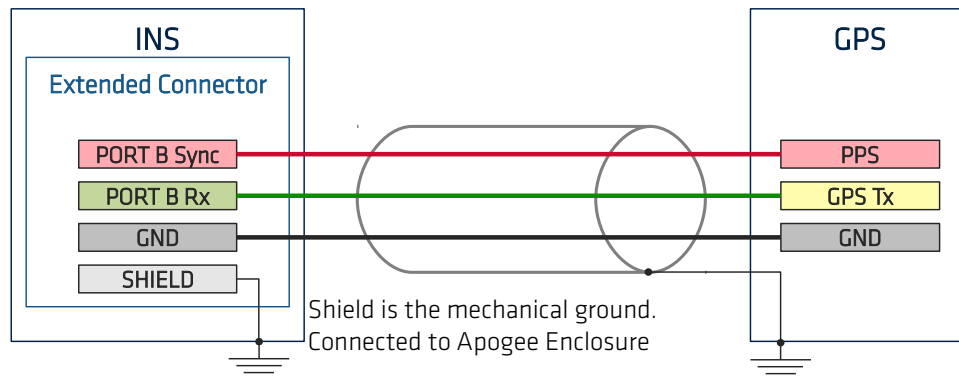 INS
Extended Connector
PORT B Sync
PORT B Rx
GND
SHIELD
GPS
PPS
GPS Tx
GND
Shield is the mechanical ground.
Connected to Apogee Enclosure